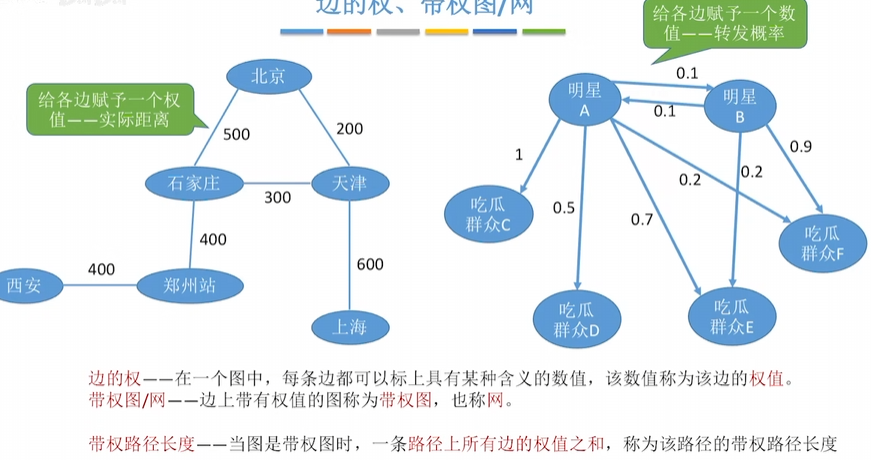 边的权、带权图/网
给各边赋予一个数
值——转发概率
给各边赋予一个权
值——实际距离
北京
500
200
石家庄
300
天津
400
600
西安
400
郑州站
上海
明星
A
0.1
0.1
明星
B
1
0.5
0.7
0.2
0.2
0.9
吃瓜
群众C
吃瓜
群众D
吃瓜
群众E
吃瓜
群众F
边的权——在一个图中，每条边都可以标上具有某种含义的数值，该数值称为该边的权值。
带权图/网——边上带有权值的图称为带权图，也称网。
带权路径长度——当图是带权图时，一条路径上所有边的权值之和，称为该路径的带权路径长度